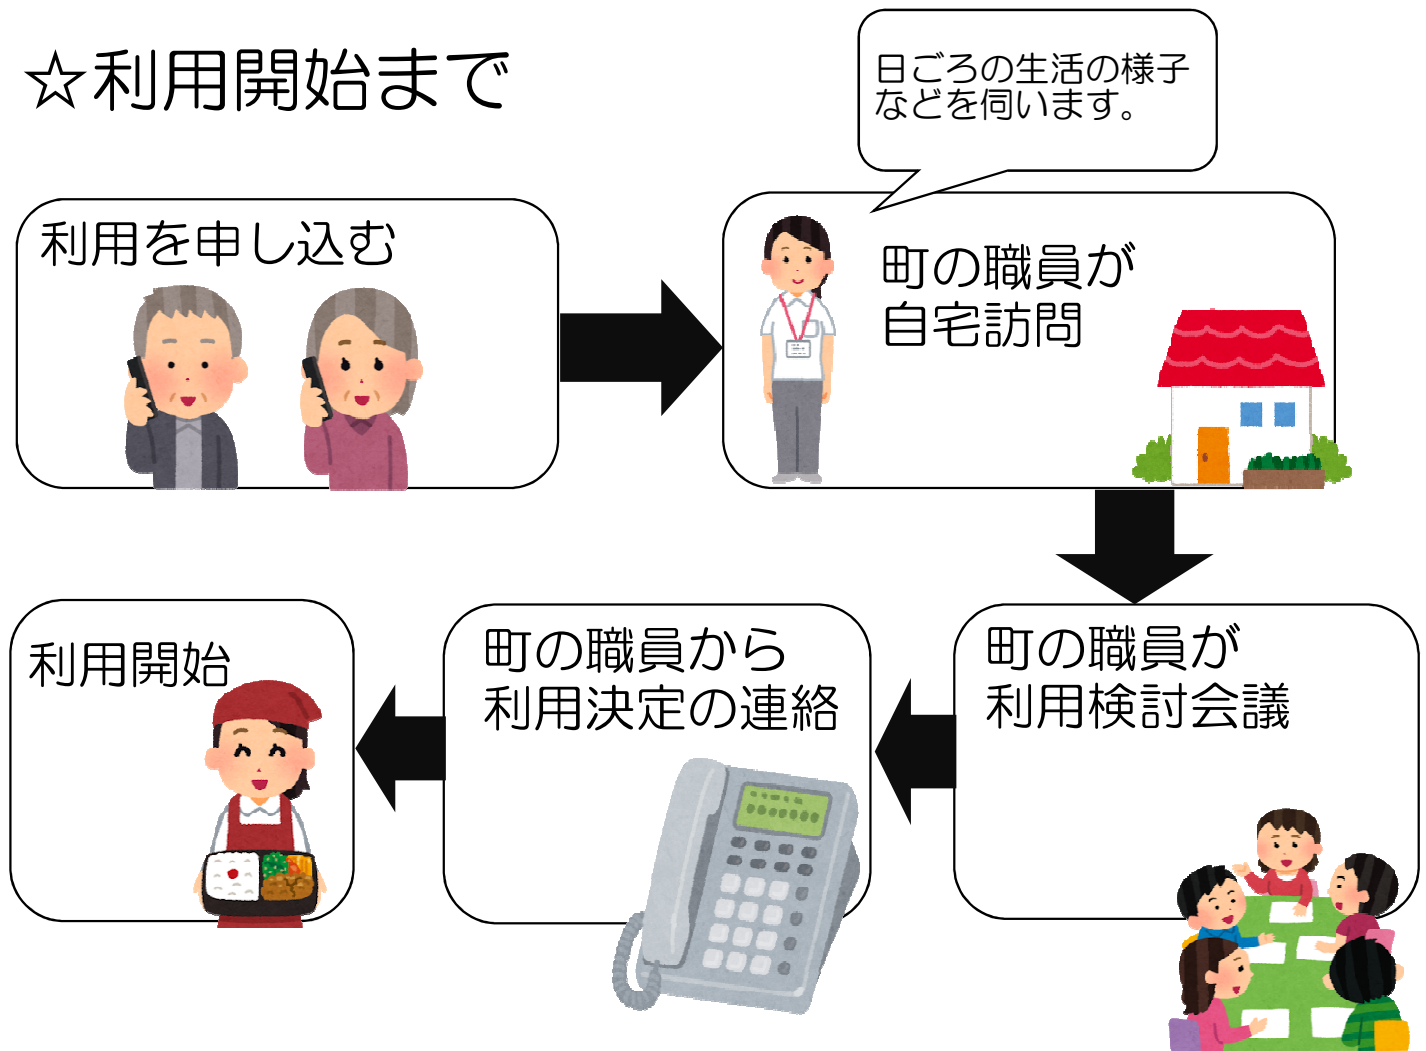 ☆利用開始まで
日ごろの生活の様子
などを伺います。
利用を申し込む
町の職員が
自宅訪問
町の職員が
利用検討会議
町の職員から
利用決定の連絡
利用開始